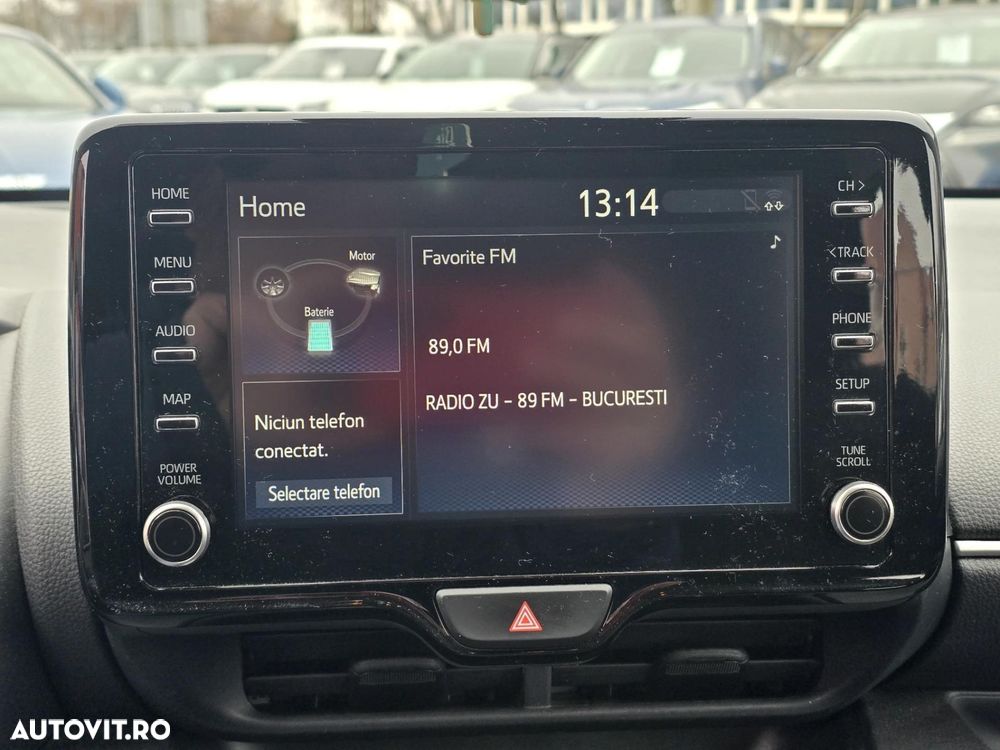 HOME
MENU
AUDIO
MAP
POWER
VOLUME
Home
13:14
Motor
Baterie
Niciun telefon
conectat.
Selectare telefon
Favorite FM
89,0 FM
RADIO ZU - 89 FM - BUCURESTI
CH >
< TRACK
PHONE
SETUP
TUNE
SCROLL
AUTOVIT.RO